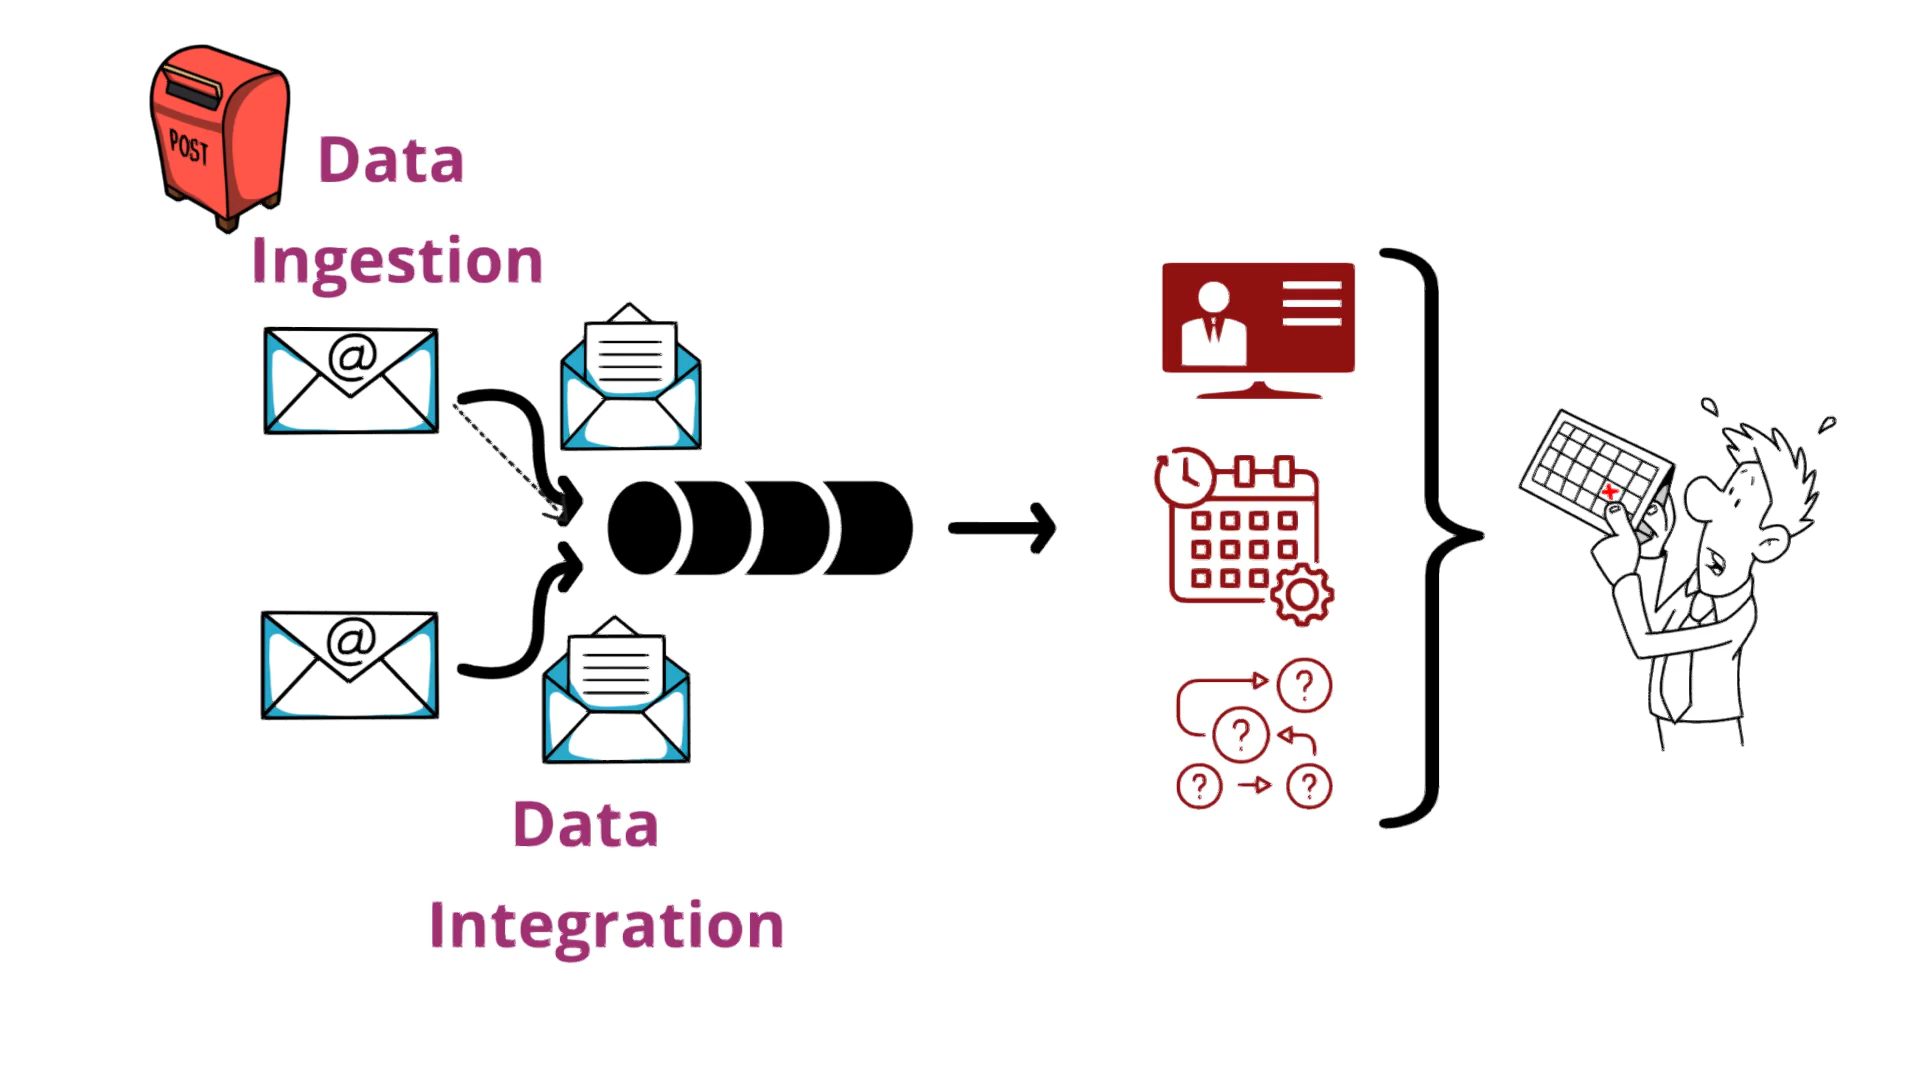 POST
Data
Ingestion
@
@
Data
Integration
?
?
?
?